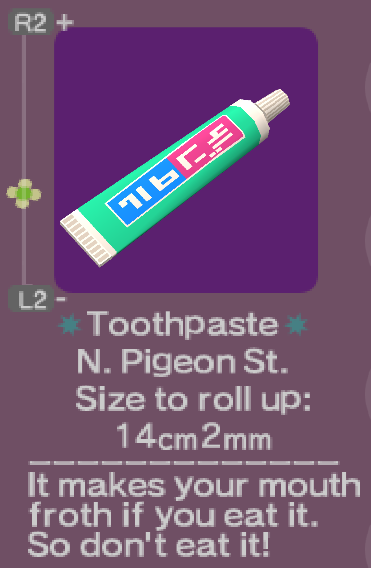 R2 +
L2 -
Toothpaste
N. Pigeon St.
Size to roll up:
14cm2mm
It makes your mouth
froth if you eat it.
So don't eat it!